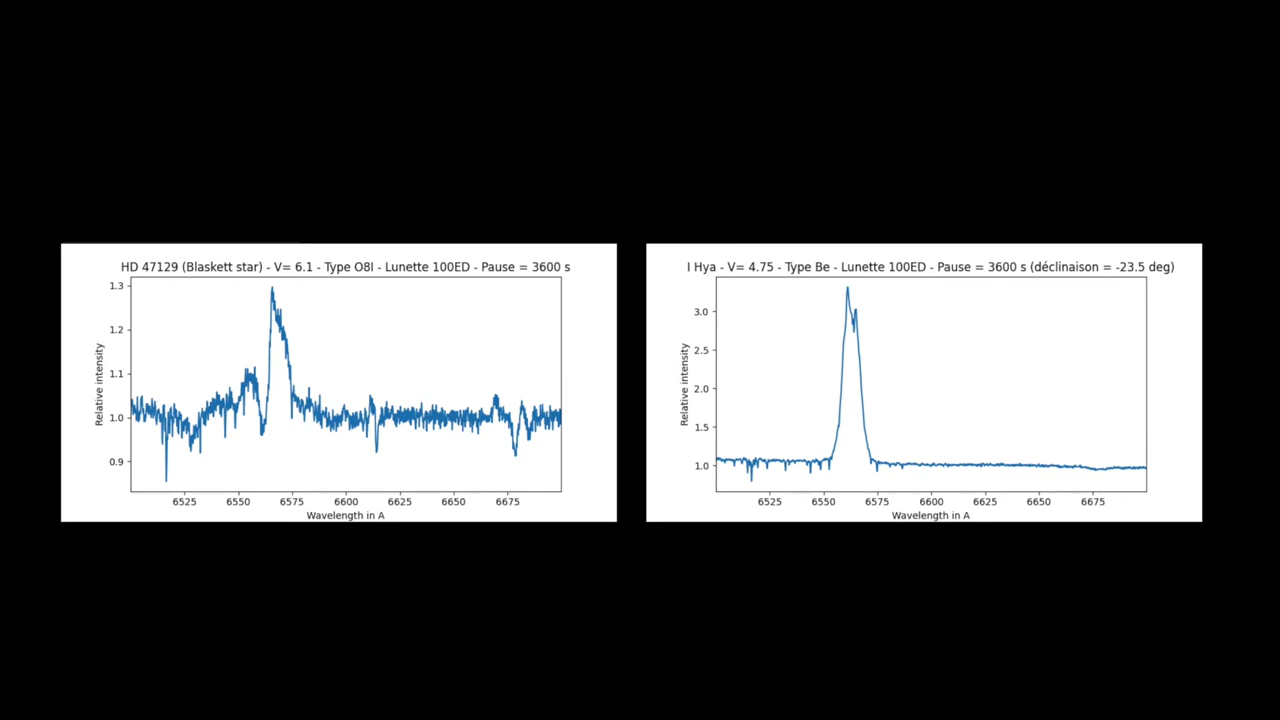 HD 47129 (Blaskett star) - V= 6.1 - Type O8I - Lunette 100ED - Pause = 3600 s
1.3
1.2
1.1
1.0
0.9
Relative intensity
6525 6550 6575 6600 6625 6650 6675
Wavelength in A
I Hya - V= 4.75 - Type Be - Lunette 100ED - Pause = 3600 s (déclinaison = -23.5 deg)
3.0
2.5
2.0
1.5
1.0
Relative intensity
6525 6550 6575 6600 6625 6650 6675
Wavelength in A